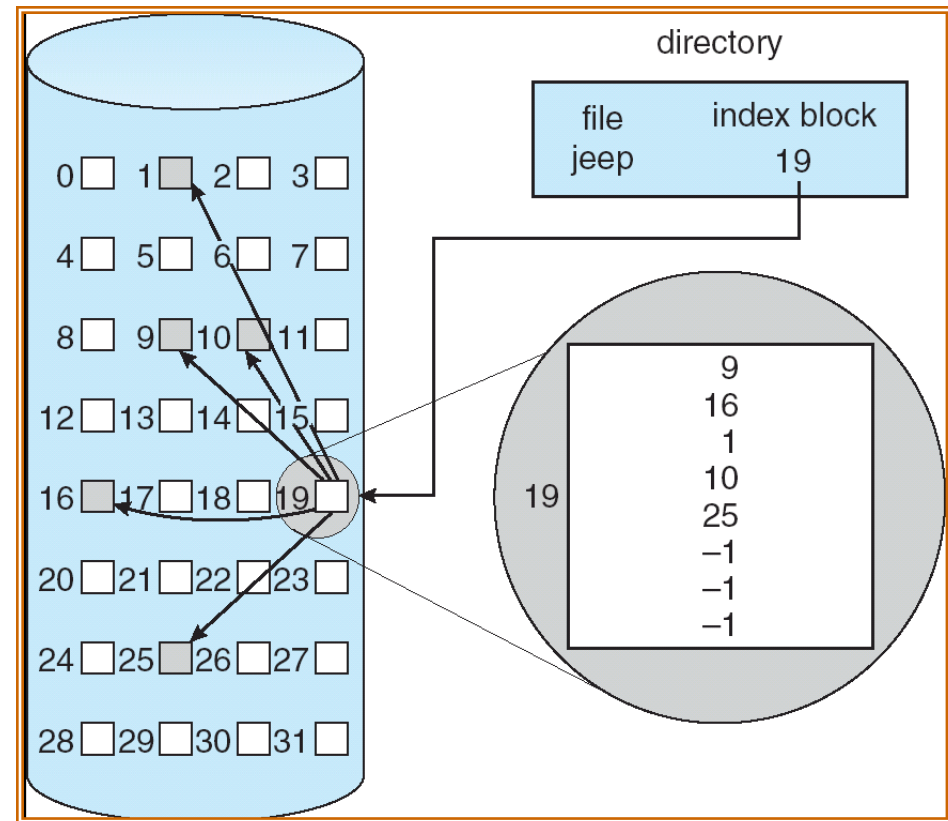 directory
file index block
jeep 19
0 1 2 3
4 5 6 7
8 9 10 11
12 13 14 15
16 17 18 19
20 21 22 23
24 25 26 27
28 29 30 31
19
9
16
1
10
25
–1
–1
–1